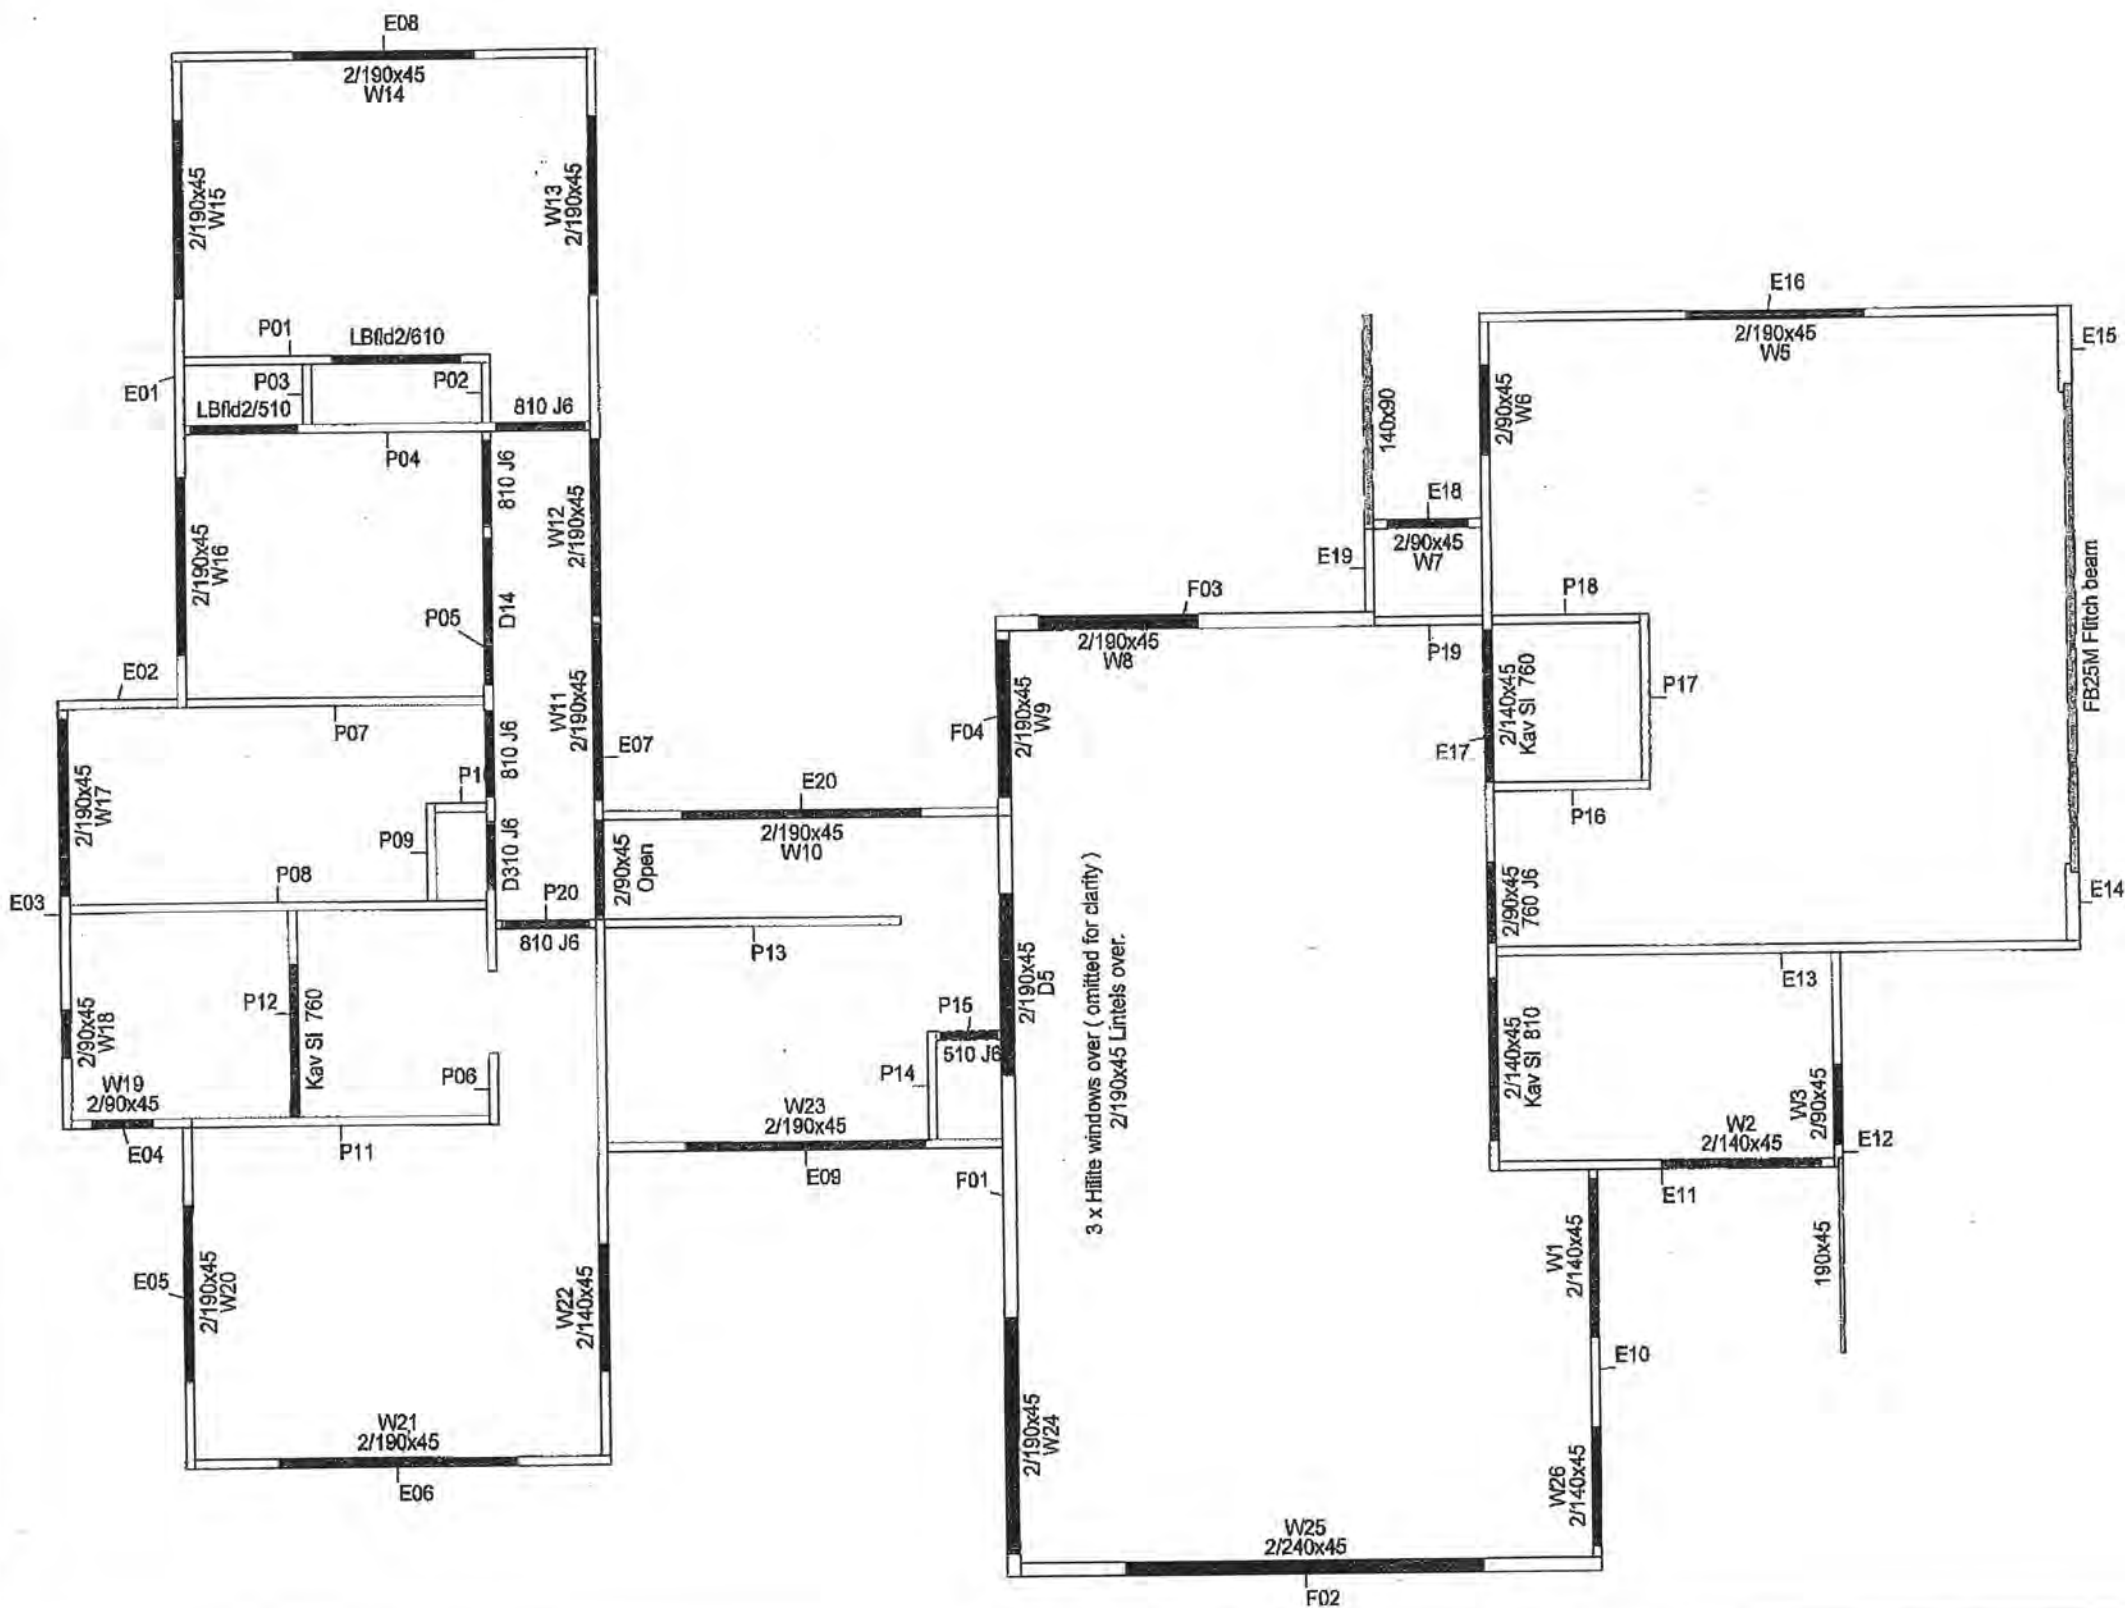 E08
2/190x45
W14
2/190x45
W15
W13
2/190x45
P01
LBfld2/610
E01
P03
P02
LBfld2/510
810 J6
P04
810 J6
2/190x45
W16
P05
D14
W12
2/190x45
E02
P07
W11
2/190x45
E07
2/190x45
W17
810 J6
P09
D310 J6
P08
E03
P20
810 J6
2/90x45
Open
E20
2/190x45
W10
P13
P12
Kav Sl 760
2/90x45
W18
W19
2/90x45
E04
P06
P11
E05
2/190x45
W20
W22
2/140x45
W21
2/190x45
E06
P15
510 J6
P14
W23
2/190x45
E09
F01
2/190x45
D5
F04
2/190x45
W9
F03
2/190x45
W8
3 x Hilite windows over ( omitted for clarity )
2/190x45 Lintels over.
2/190x45
W24
W25
2/240x45
F02
W26
2/140x45
E10
W1
2/140x45
E16
2/190x45
W5
E15
140x90
2/90x45
W6
E18
2/90x45
W7
E19
P18
P19
P17
2/140x45
Kav Sl 760
E17
P16
FB25M Flitch beam
2/90x45
760 J6
E14
E13
2/140x45
Kav Sl 810
W3
2/90x45
W2
2/140x45
E12
E11
190x45